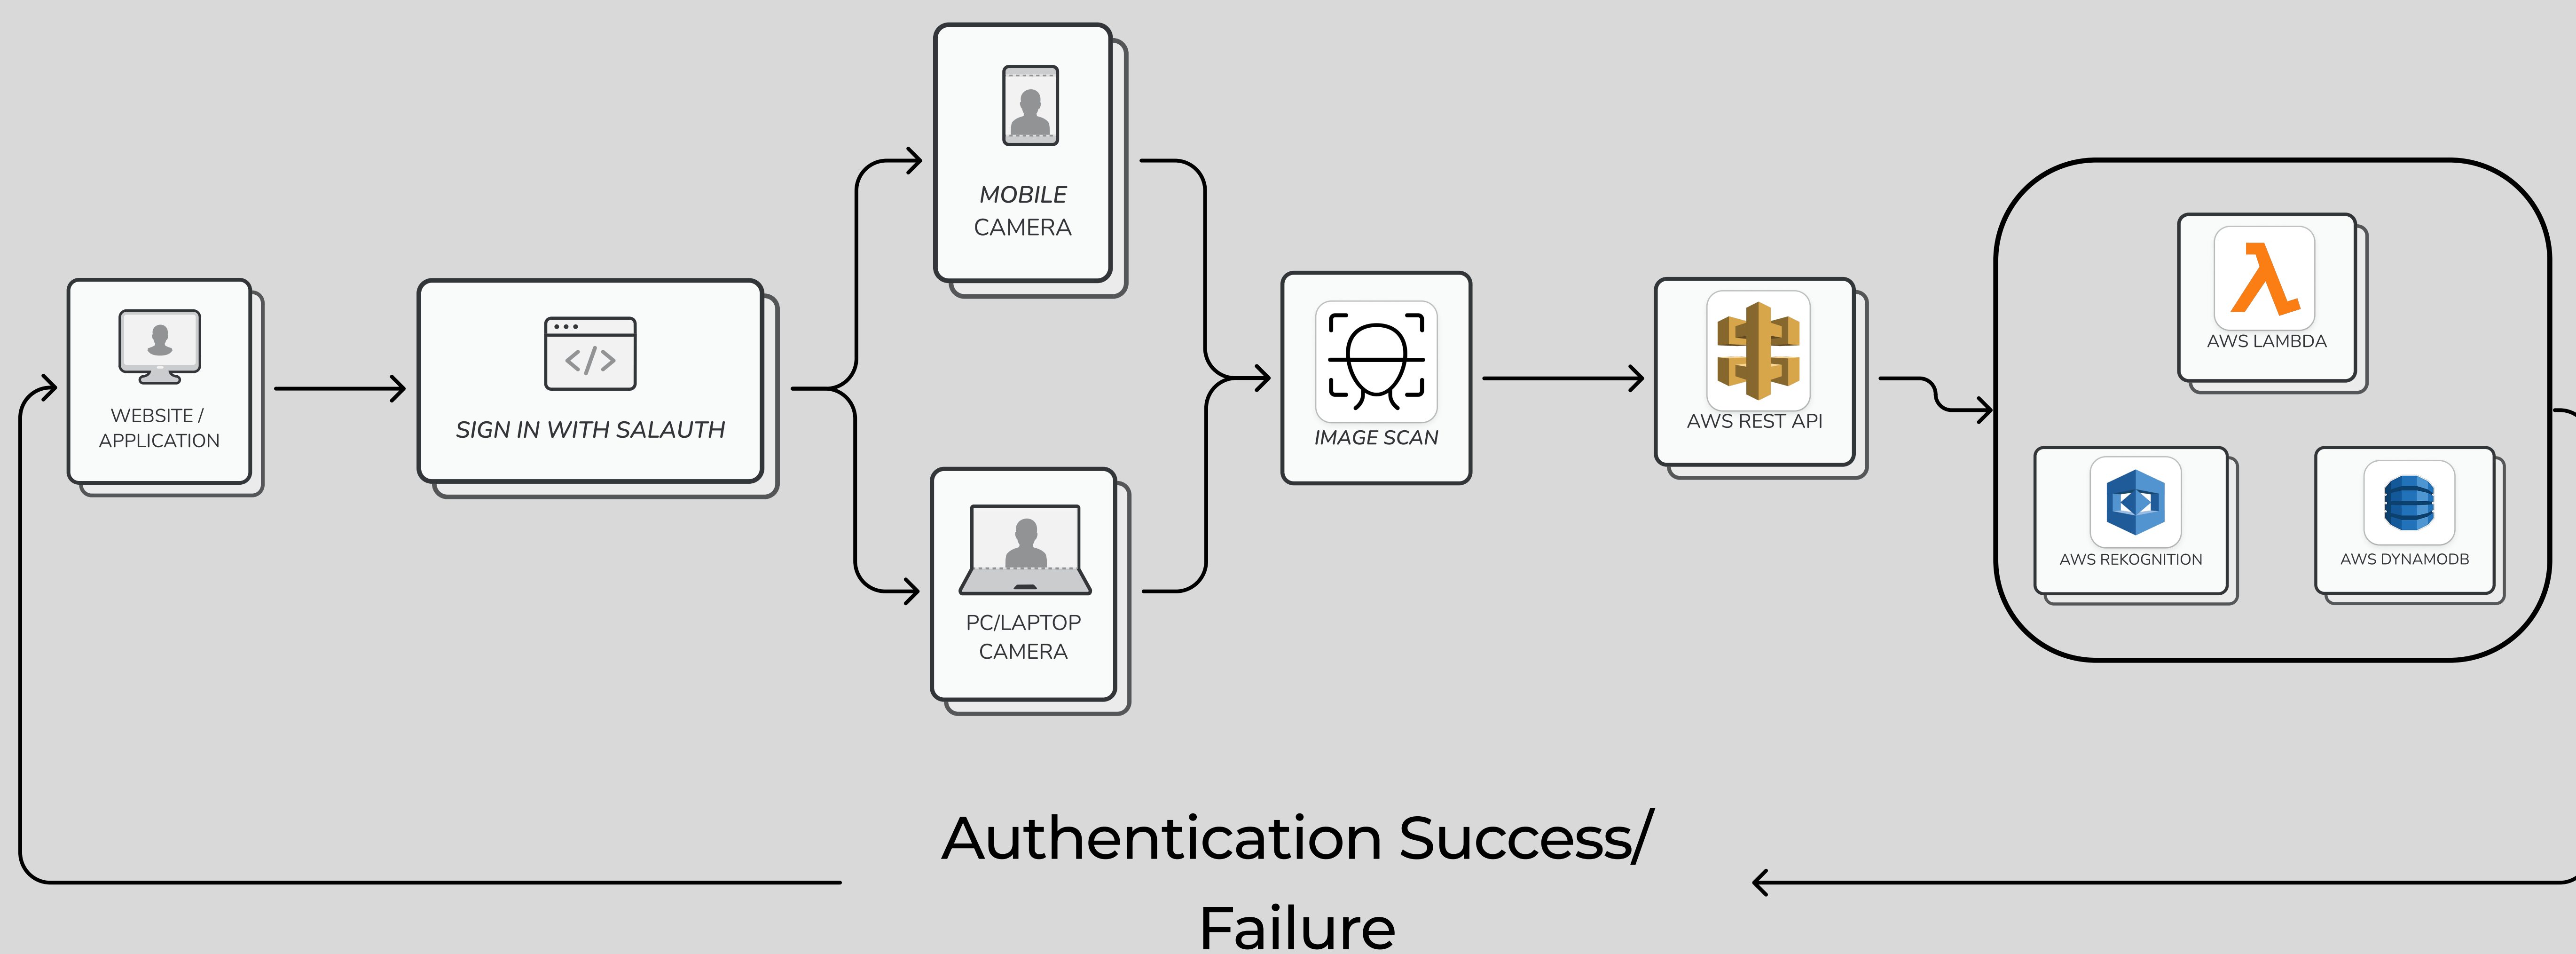 WEBSITE /
APPLICATION
SIGN IN WITH SALAUTH
MOBILE
CAMERA
PC/LAPTOP
CAMERA
IMAGE SCAN
AWS REST API
AWS LAMBDA
AWS REKOGNITION
AWS DYNAMODB
Authentication Success/
Failure